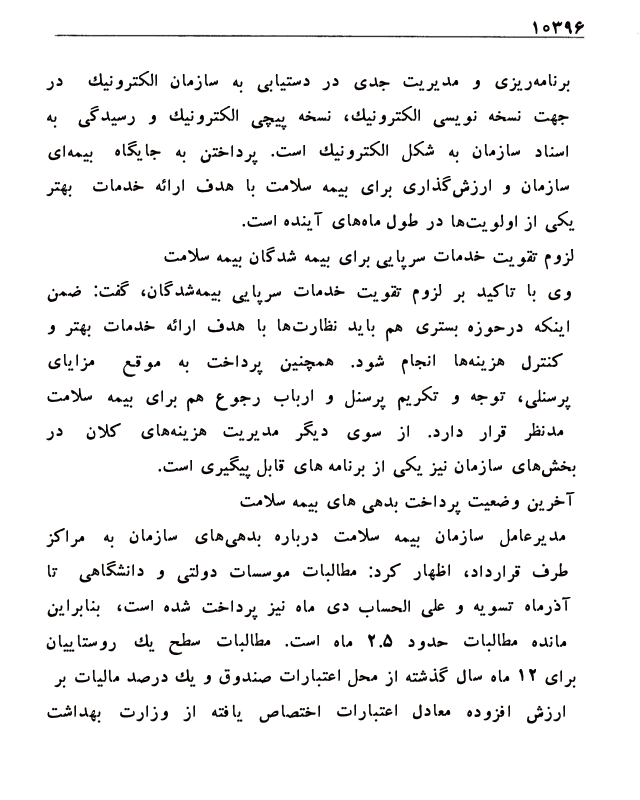 ۱۰۳۹۶
برنامه‌ریزی و مدیریت جدی در دستیابی به سازمان الکترونیك در
جهت نسخه نویسی الکترونیك، نسخه پیچی الکترونیك و رسیدگی به
اسناد سازمان به شکل الکترونیك است. پرداختن به جایگاه بیمه‌ای
سازمان و ارزش‌گذاری برای بیمه سلامت با هدف ارائه خدمات بهتر
یکی از اولویت‌ها در طول ماه‌های آینده است.
لزوم تقویت خدمات سرپایی برای بیمه شدگان بیمه سلامت
وی با تاکید بر لزوم تقویت خدمات سرپایی بیمه‌شدگان، گفت: ضمن
اینکه درحوزه بستری هم باید نظارت‌ها با هدف ارائه خدمات بهتر و
کنترل هزینه‌ها انجام شود. همچنین پرداخت به موقع مزایای
پرسنلی، توجه و تکریم پرسنل و ارباب رجوع هم برای بیمه سلامت
مدنظر قرار دارد. از سوی دیگر مدیریت هزینه‌های کلان در
بخش‌های سازمان نیز یکی از برنامه های قابل پیگیری است.
آخرین وضعیت پرداخت بدهی های بیمه سلامت
مدیرعامل سازمان بیمه سلامت درباره بدهی‌های سازمان به مراکز
طرف قرارداد، اظهار کرد: مطالبات موسسات دولتی و دانشگاهی تا
آذرماه تسویه و علی الحساب دی ماه نیز پرداخت شده است، بنابراین
مانده مطالبات حدود ۲.۵ ماه است. مطالبات سطح یك روستاییان
برای ۱۲ ماه سال گذشته از محل اعتبارات صندوق و یك درصد مالیات بر
ارزش افزوده معادل اعتبارات اختصاص یافته از وزارت بهداشت